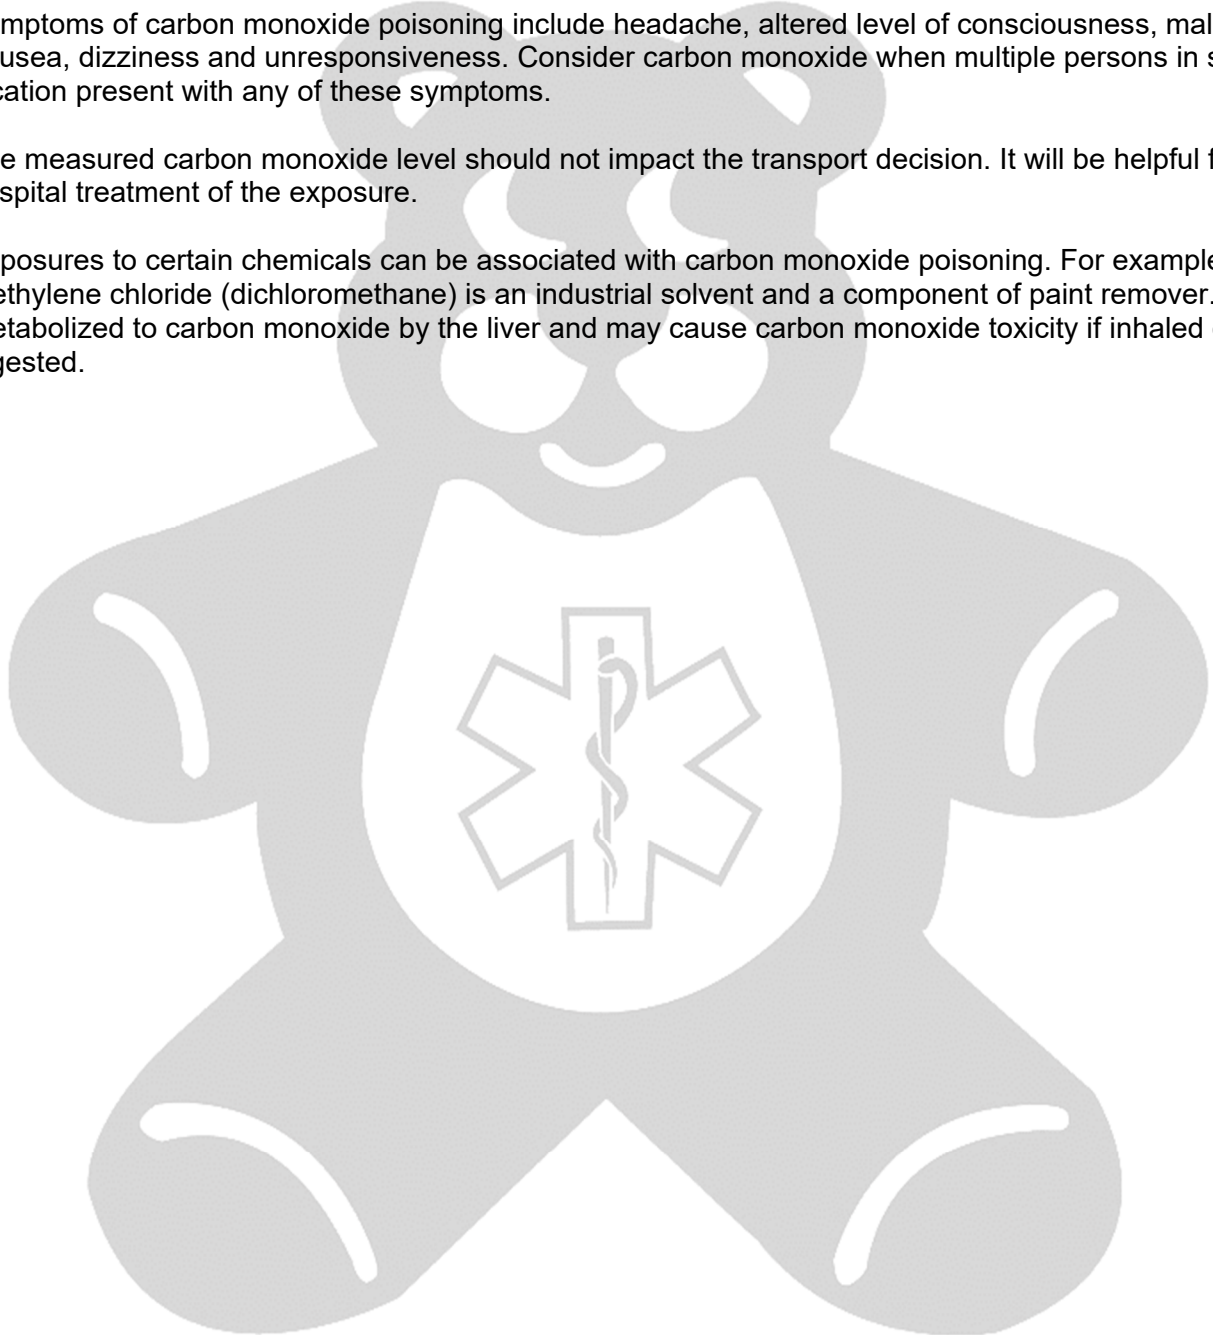 mptoms of carbon monoxide poisoning include headache, altered level of consciousness, mal
usea, dizziness and unresponsiveness. Consider carbon monoxide when multiple persons in s
cation present with any of these symptoms.
e measured carbon monoxide level should not impact the transport decision. It will be helpful f
spital treatment of the exposure.
posures to certain chemicals can be associated with carbon monoxide poisoning. For example
ethylene chloride (dichloromethane) is an industrial solvent and a component of paint remover.
etabolized to carbon monoxide by the liver and may cause carbon monoxide toxicity if inhaled
gested.